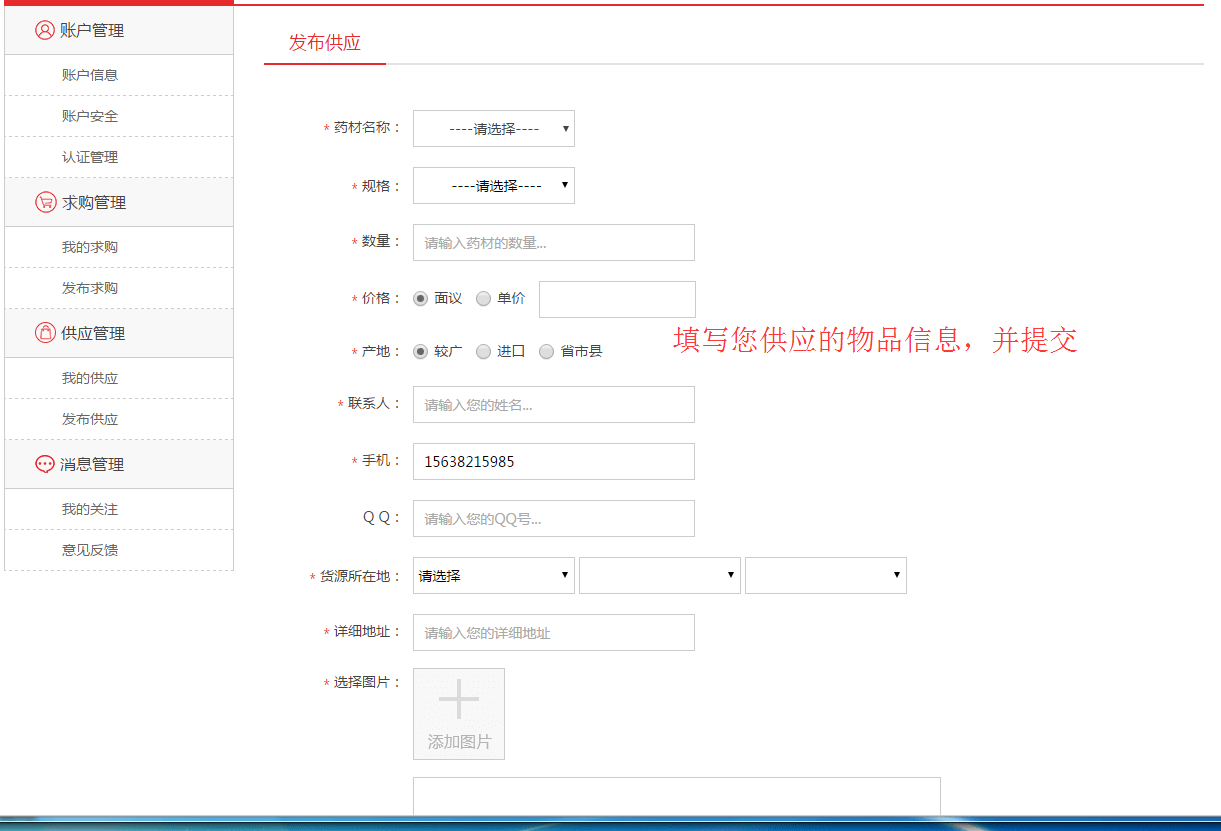 账户管理
账户信息
账户安全
认证管理
求购管理
我的求购
发布求购
供应管理
我的供应
发布供应
消息管理
我的关注
意见反馈
发布供应
* 药材名称： ----请选择----
* 规格： ----请选择----
* 数量： 请输入药材的数量...
* 价格： 面议 单价
* 产地： 较广 进口 省市县
填写您供应的物品信息，并提交
* 联系人： 请输入您的姓名...
* 手机： 15638215985
Q Q： 请输入您的QQ号...
* 货源所在地： 请选择
* 详细地址： 请输入您的详细地址
* 选择图片：
添加图片